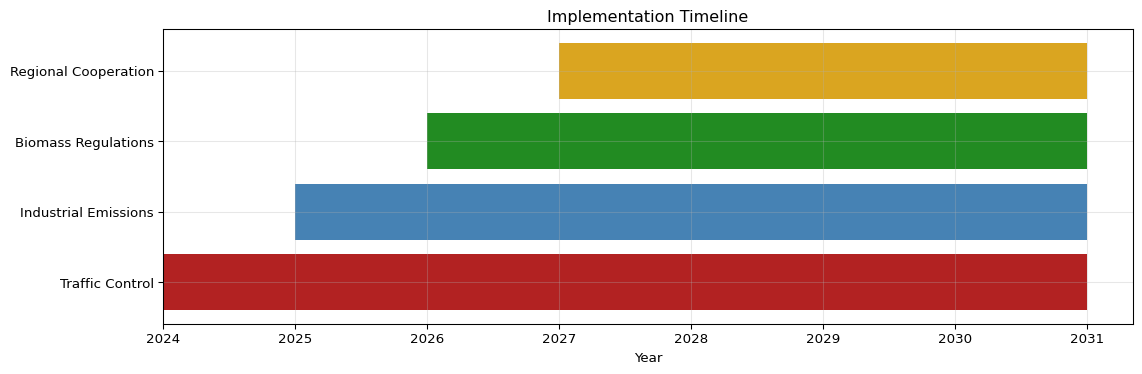 Implementation Timeline
Regional Cooperation
Biomass Regulations
Industrial Emissions
Traffic Control
2024 2025 2026 2027 2028 2029 2030 2031
Year